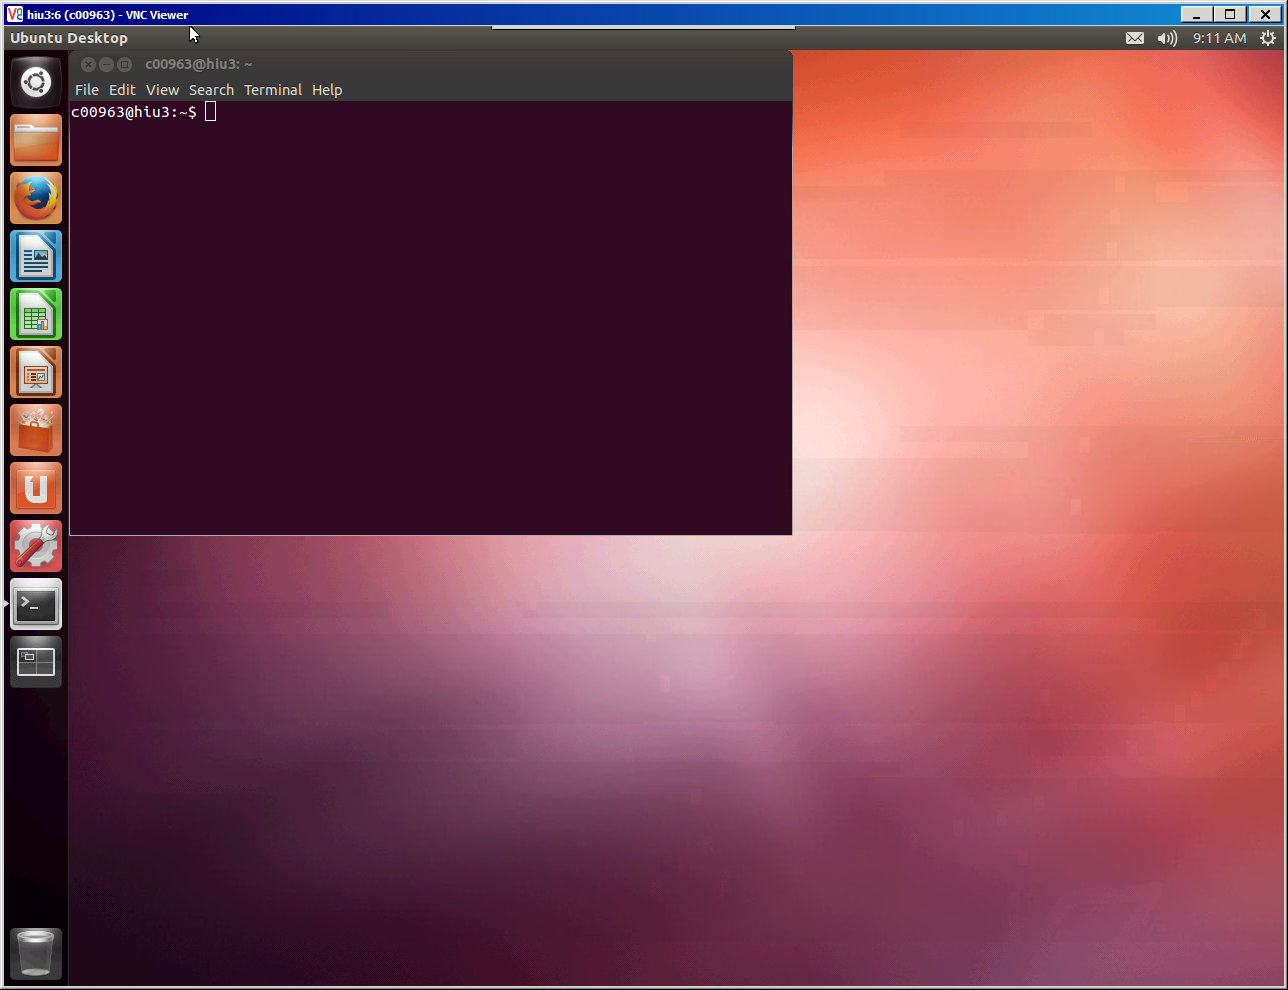 hiu3:6 (c00963) - VNC Viewer
Ubuntu Desktop
9:11 AM
c00963@hiu3: ~
File Edit View Search Terminal Help
c00963@hiu3:~$